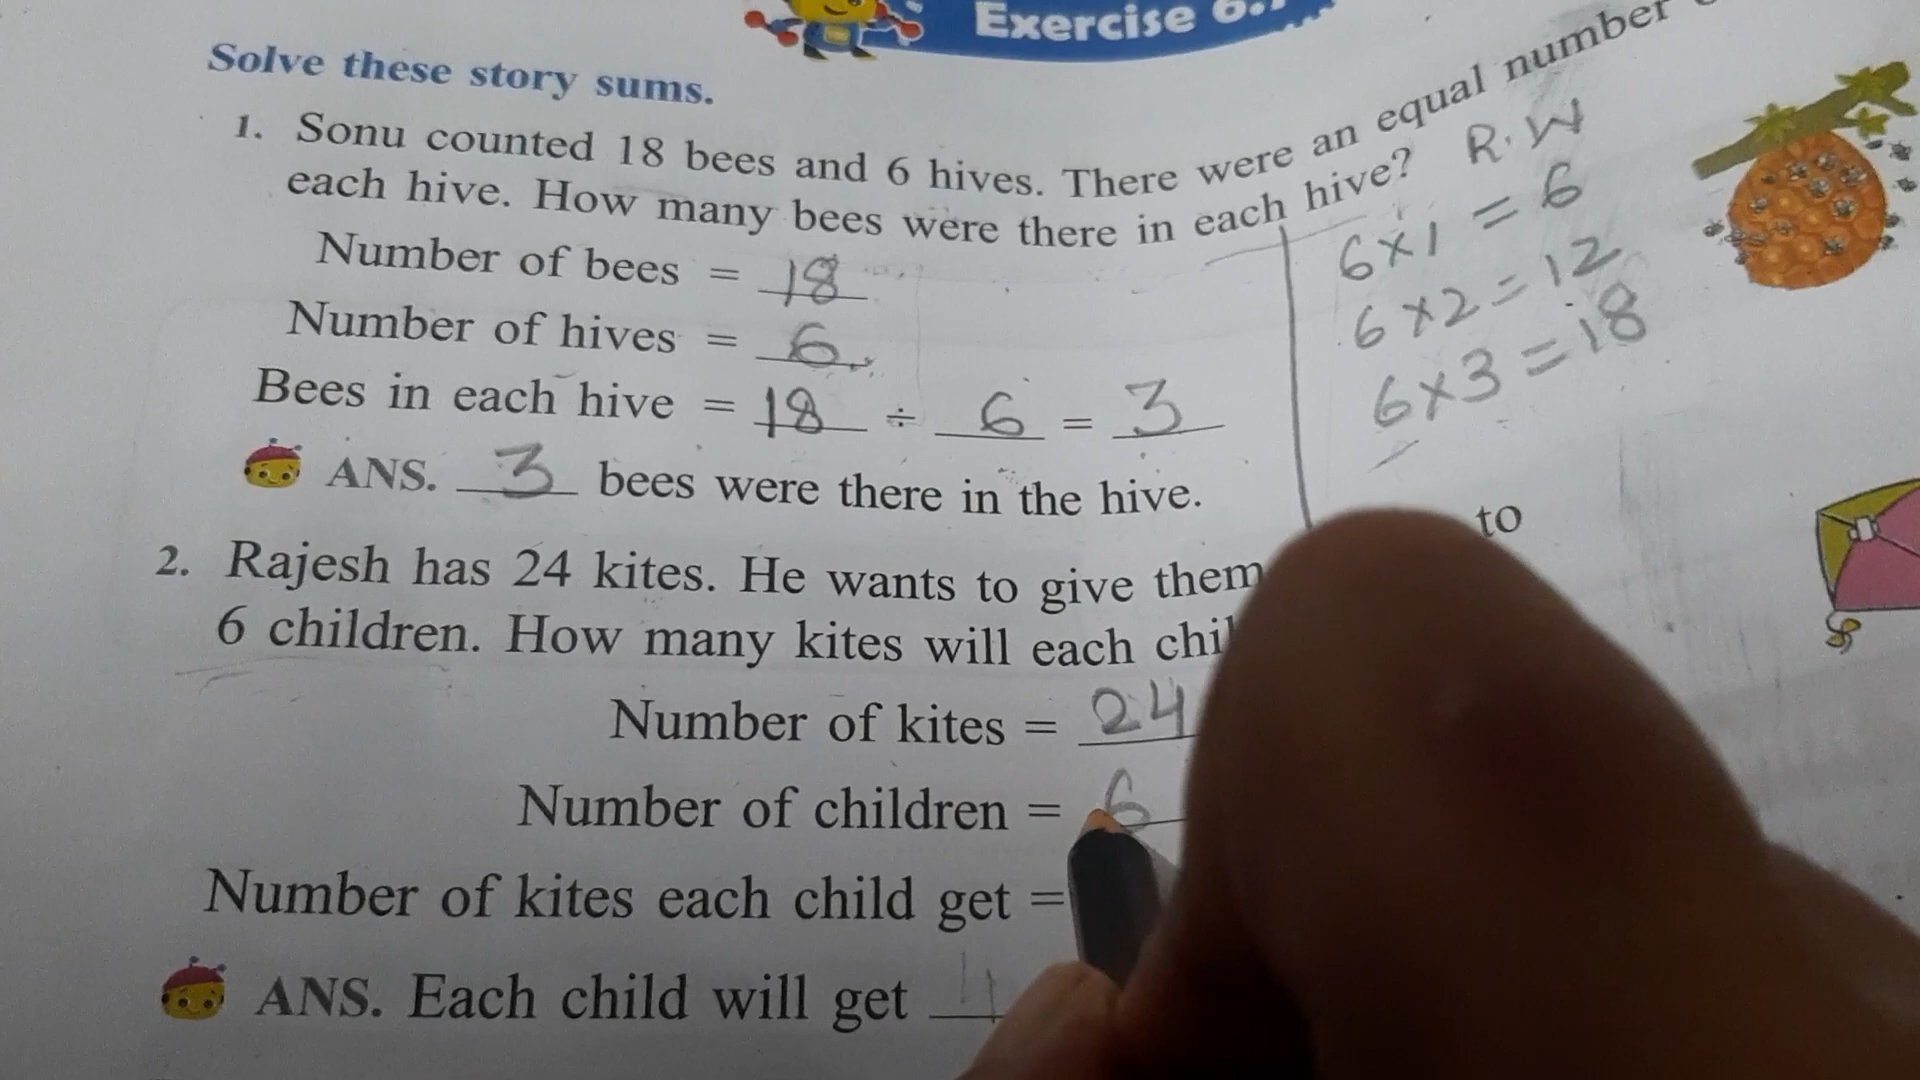 Exercise 6.
Solve these story sums.
1. Sonu counted 18 bees and 6 hives. There were an equal number
each hive. How many bees were there in each hive?
R.W
Number of bees = 18
6×1 = 6
Number of hives = 6
6×2 = 12
Bees in each hive = 18 ÷ 6 = 3
6×3 = 18
ANS. 3 bees were there in the hive.
2. Rajesh has 24 kites. He wants to give them to
6 children. How many kites will each
Number of kites = 24
Number of children = 6
Number of kites each child get =
ANS. Each child will get 4